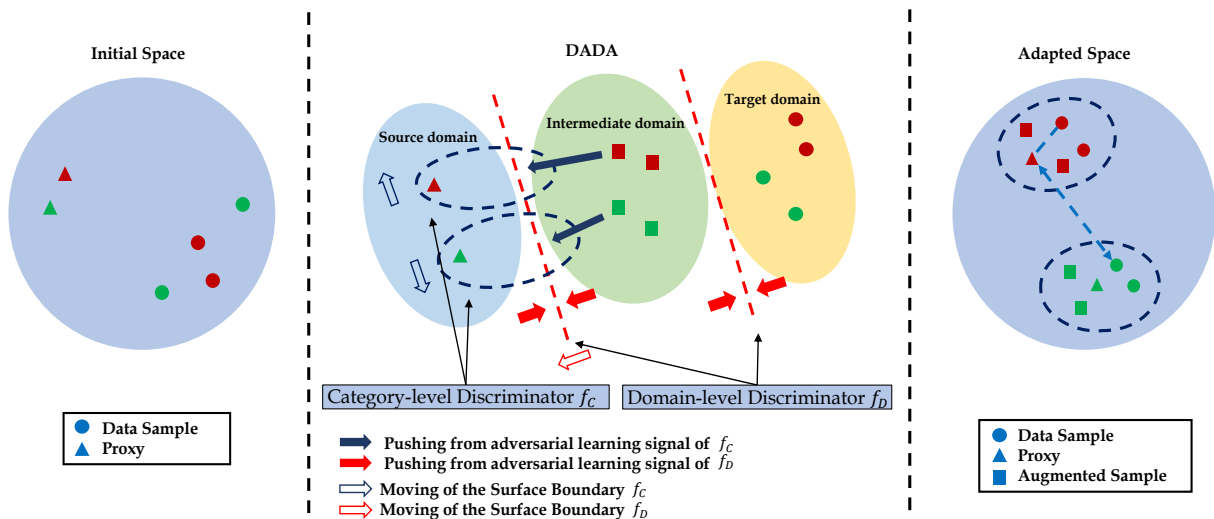 Initial Space
Data Sample
Proxy
DADA
Source domain
Intermediate domain
Target domain
Category-level Discriminator f_C
Domain-level Discriminator f_D
Pushing from adversarial learning signal of f_C
Pushing from adversarial learning signal of f_D
Moving of the Surface Boundary f_C
Moving of the Surface Boundary f_D
Adapted Space
Data Sample
Proxy
Augmented Sample